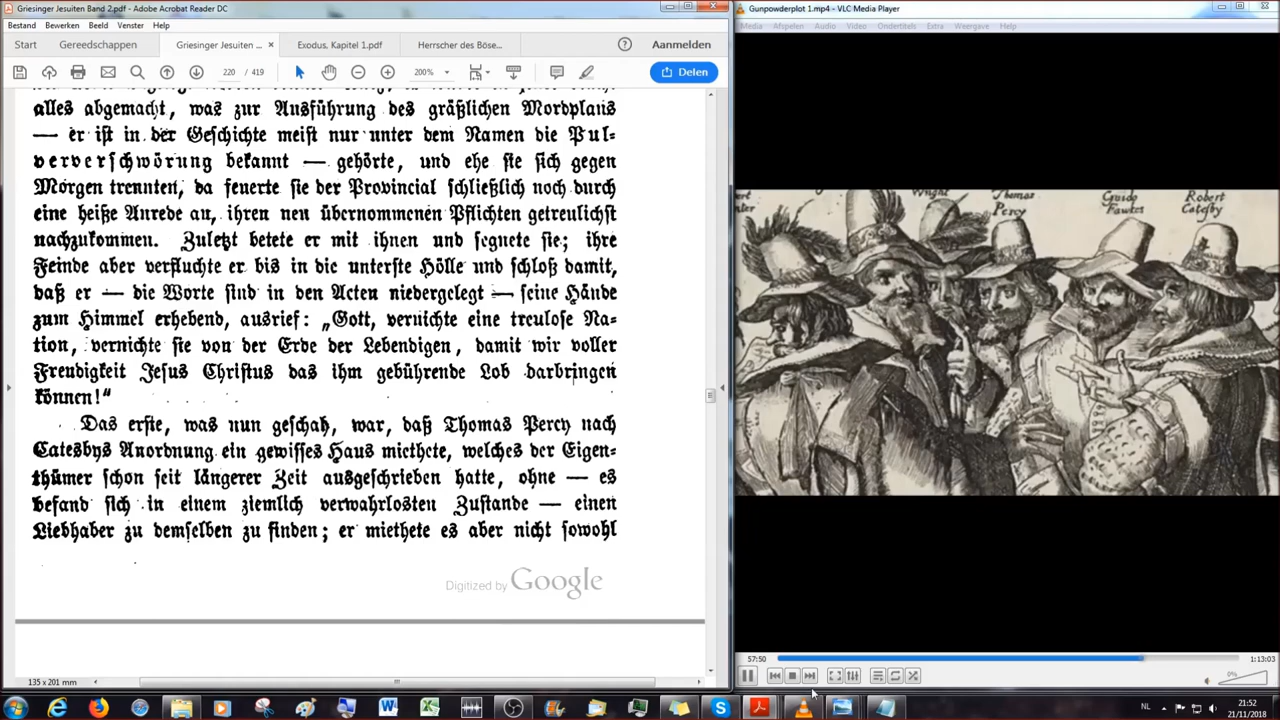 Griesinger Jesuiten Band 2.pdf - Adobe Acrobat Reader DC
Bestand Bewerken Beeld Venster Help
Start Gereedschappen Griesinger Jesuiten ... × Exodus. Kapitel 1.pdf Herrscher des Böse... Aanmelden
220 / 419 200% Delen
alles abgemacht, was zur Ausführung des gräßlichen Mordplans
— er ist in der Geschichte meist nur unter dem Namen die Pul-
ververschwörung bekannt — gehörte, und ehe sie sich gegen
Morgen trennten, da feuerte sie der Provincial schließlich noch durch
eine heiße Anrede an, ihren neu übernommenen Pflichten getreulichst
nachzukommen. Zuletzt betete er mit ihnen und segnete sie; ihre
Feinde aber verfluchte er bis in die unterste Hölle und schloß damit,
daß er — die Worte sind in den Acten niedergelegt — seine Hände
zum Himmel erhebend, ausrief: „Gott, vernichte eine treulose Na-
tion, vernichte sie von der Erde der Lebendigen, damit wir voller
Freudigkeit Jesus Christus das ihm gebührende Lob darbringen
können!“
Das erste, was nun geschah, war, daß Thomas Percy nach
Catesbys Anordnung ein gewisses Haus miethete, welches der Eigen-
thümer schon seit längerer Zeit ausgeschrieben hatte, ohne — es
befand sich in einem ziemlich verwahrlosten Zustande — einen
Liebhaber zu demselben zu finden; er miethete es aber nicht sowohl
Digitized by Google
135 x 201 mm
Gunpowderplot 1.mp4 - VLC Media Player
Media Afspelen Audio Video Ondertitels Extra Weergave Help
Thomas
Percy
Guido
Fawkes
Robert
Catesby
57:50 1:13:03
0%
NL 21:52
21/11/2018